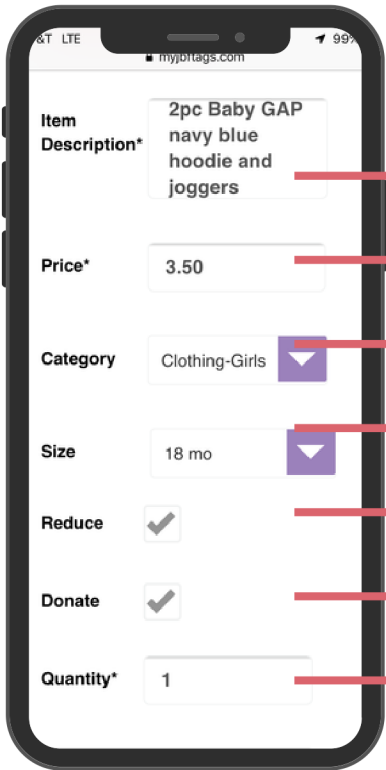 &T LTE 99%
myjbftags.com
Item
Description*
2pc Baby GAP
navy blue
hoodie and
joggers
Price*
3.50
Category
Clothing-Girls
Size
18 mo
Reduce
Donate
Quantity*
1